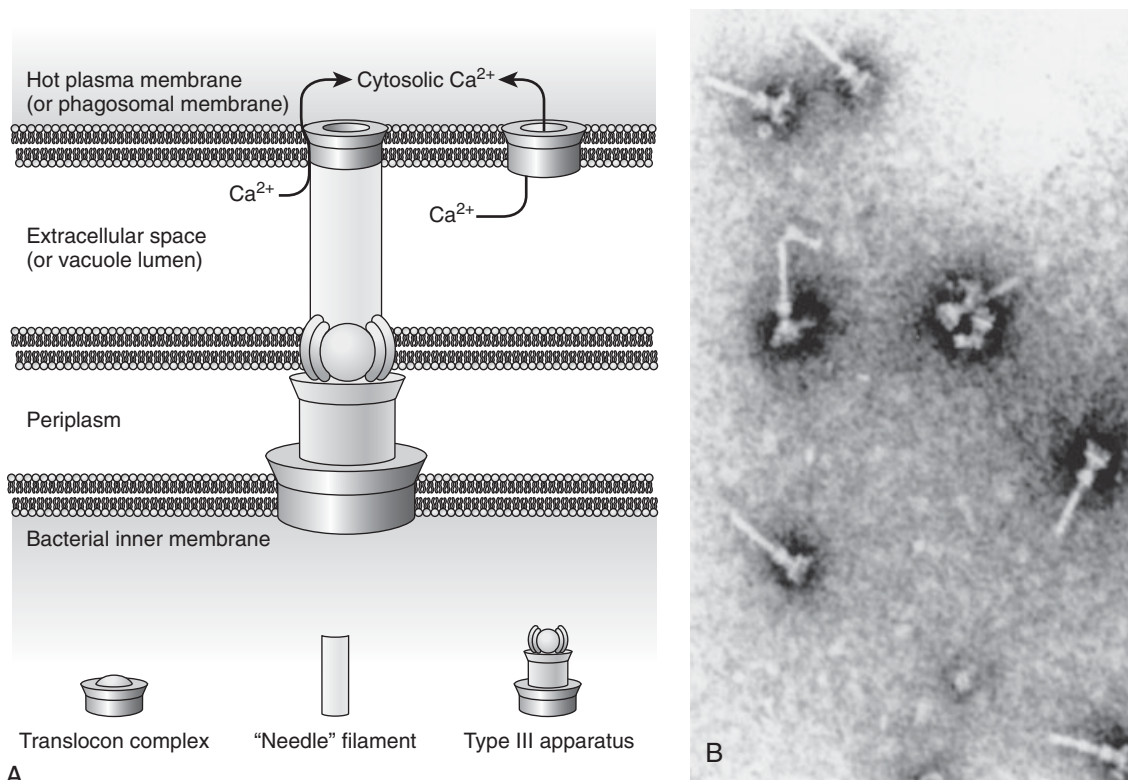 Hot plasma membrane
(or phagosomal membrane)
Cytosolic Ca²⁺
Ca²⁺
Ca²⁺
Extracellular space
(or vacuole lumen)
Periplasm
Bacterial inner membrane
Translocon complex
“Needle” filament
Type III apparatus
A
B